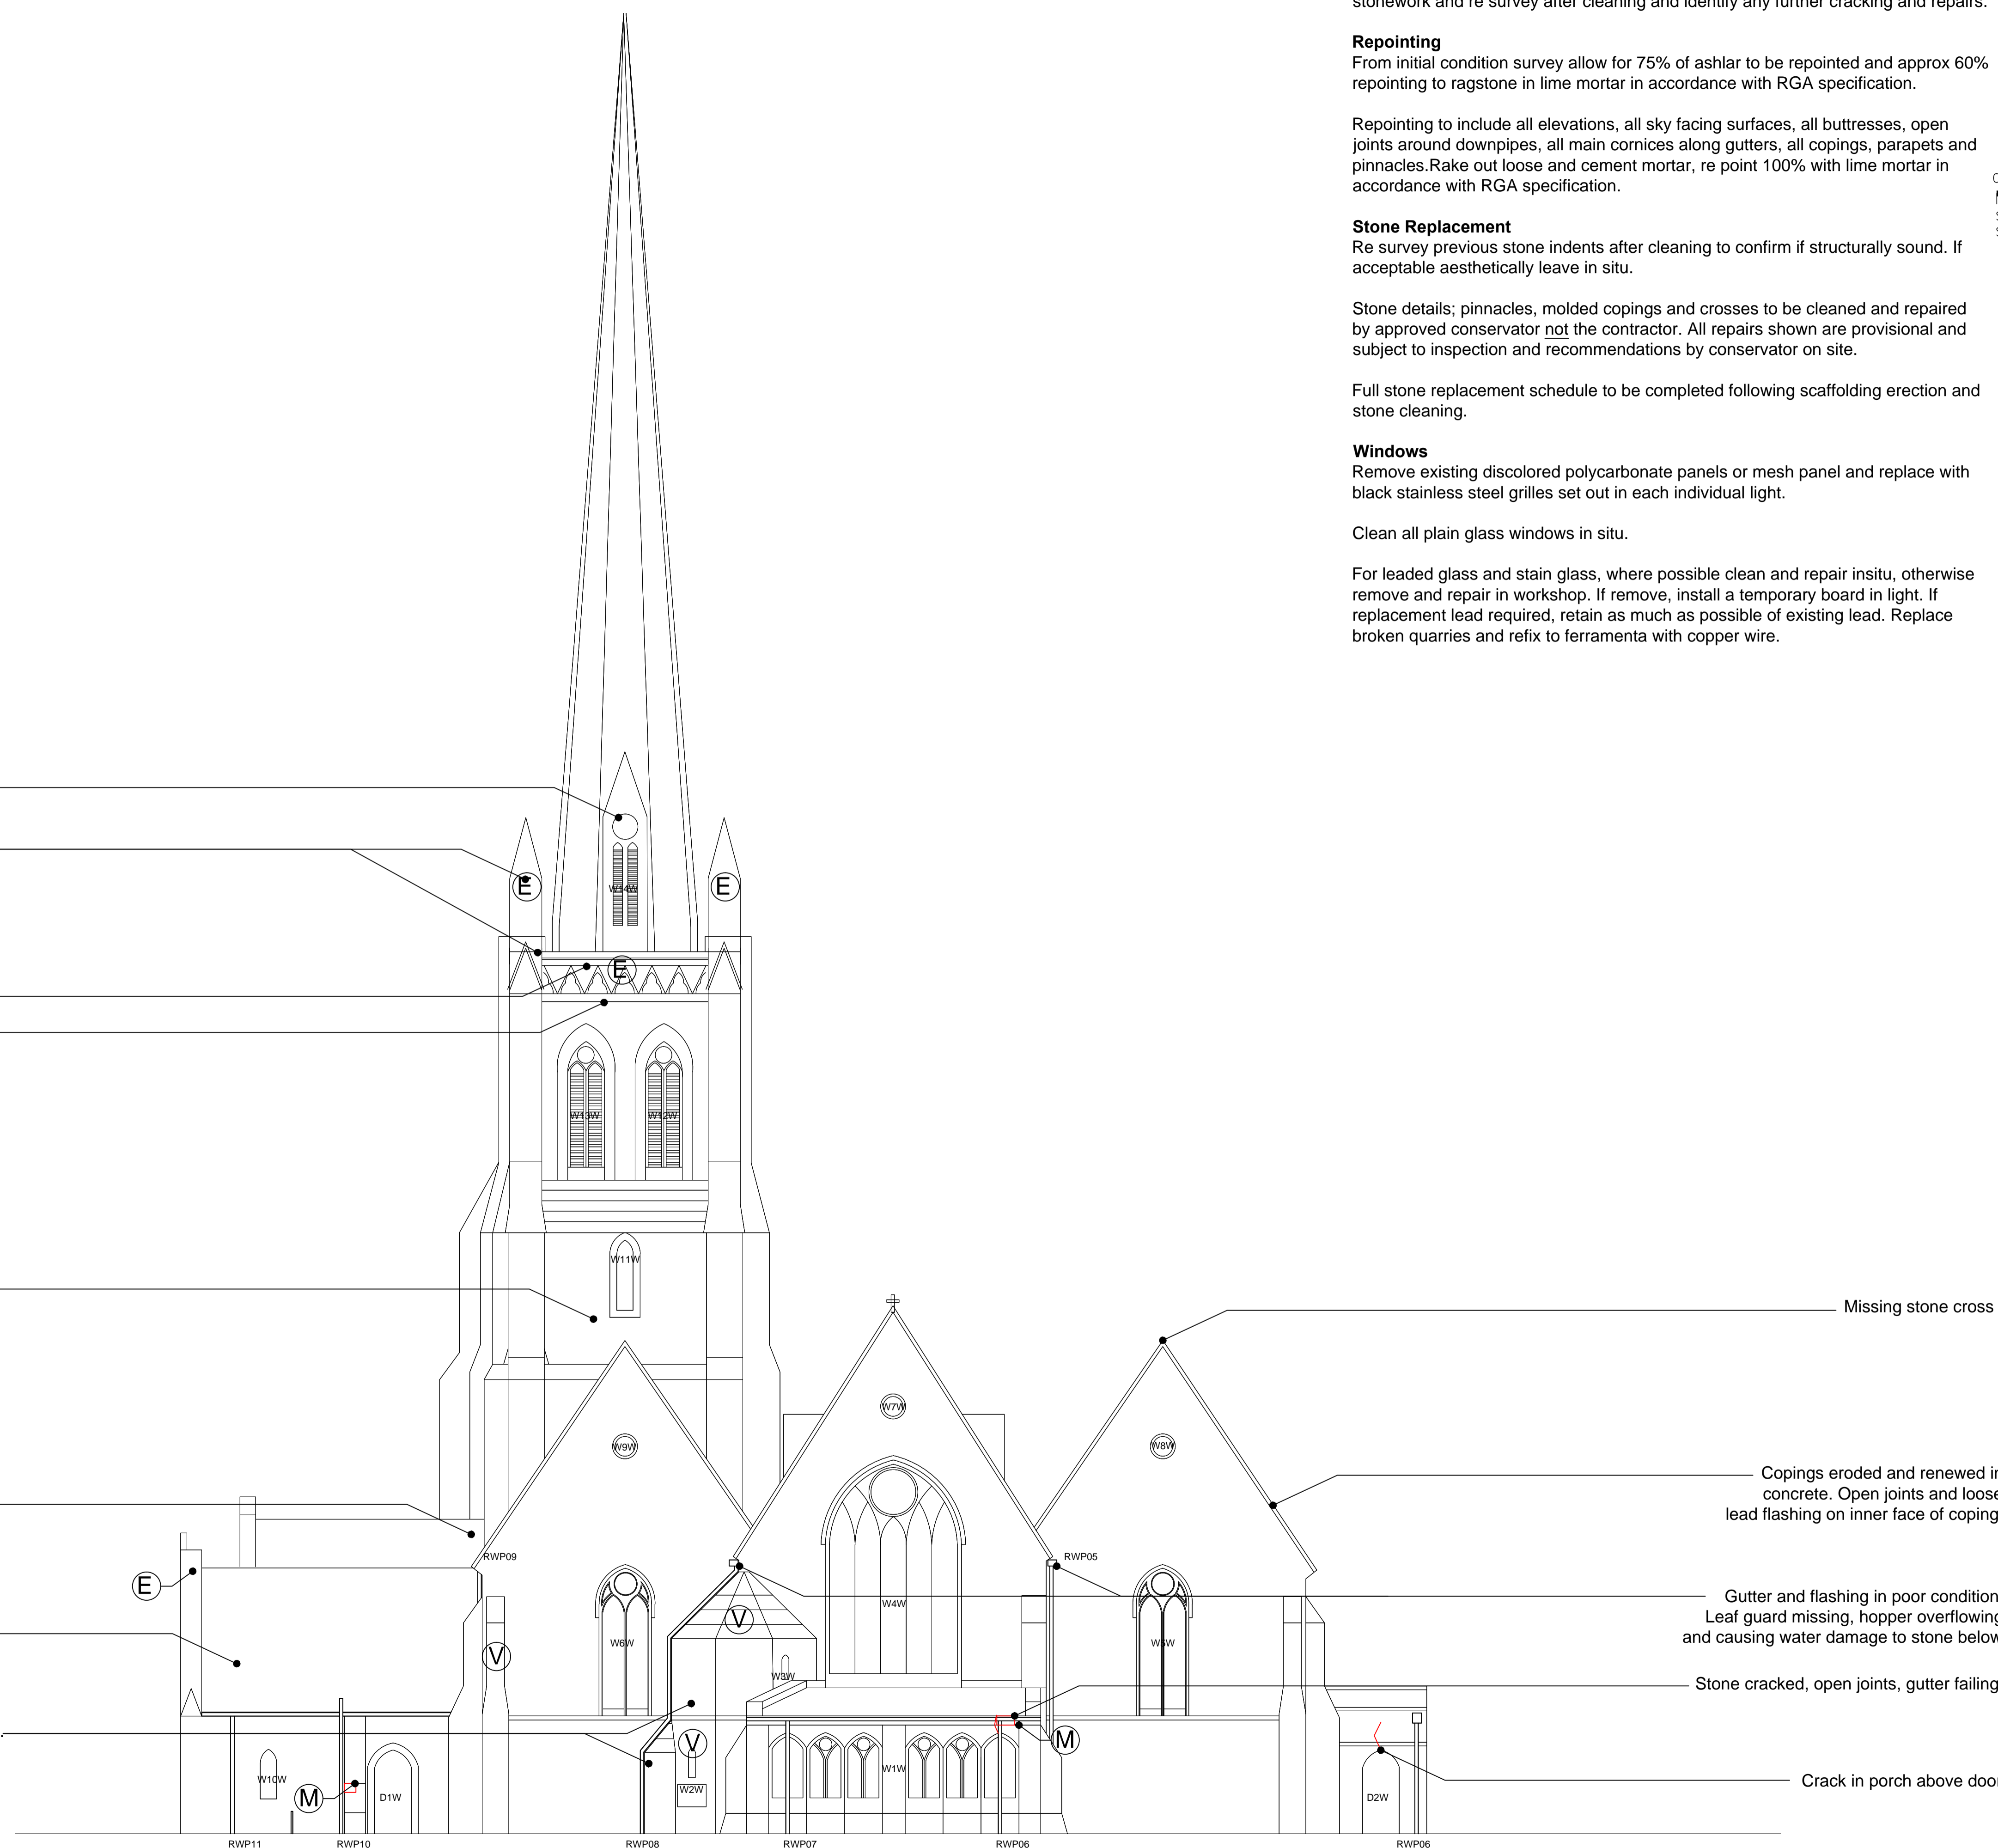 stonework and re survey after cleaning and identify any further cracking and repairs.
Repointing
From initial condition survey allow for 75% of ashlar to be repointed and approx 60%
repointing to ragstone in lime mortar in accordance with RGA specification.
Repointing to include all elevations, all sky facing surfaces, all buttresses, open
joints around downpipes, all main cornices along gutters, all copings, parapets and
pinnacles.Rake out loose and cement mortar, re point 100% with lime mortar in
accordance with RGA specification.
Stone Replacement
Re survey previous stone indents after cleaning to confirm if structurally sound. If
acceptable aesthetically leave in situ.
Stone details; pinnacles, molded copings and crosses to be cleaned and repaired
by approved conservator not the contractor. All repairs shown are provisional and
subject to inspection and recommendations by conservator on site.
Full stone replacement schedule to be completed following scaffolding erection and
stone cleaning.
Windows
Remove existing discolored polycarbonate panels or mesh panel and replace with
black stainless steel grilles set out in each individual light.
Clean all plain glass windows in situ.
For leaded glass and stain glass, where possible clean and repair insitu, otherwise
remove and repair in workshop. If remove, install a temporary board in light. If
replacement lead required, retain as much as possible of existing lead. Replace
broken quarries and refix to ferramenta with copper wire.
E
W14W
E
E
W13W
W12W
W11W
Missing stone cross
W7W
W9W
W8W
Copings eroded and renewed in
concrete. Open joints and loose
lead flashing on inner face of coping
RWP09
RWP05
E
Gutter and flashing in poor condition
Leaf guard missing, hopper overflowing
and causing water damage to stone below
W4W
V
W6W
W5W
V
W3W
Stone cracked, open joints, gutter failing
V
M
W10W
W1W
Crack in porch above door
W2W
M
D1W
D2W
RWP11
RWP10
RWP08
RWP07
RWP06
RWP06